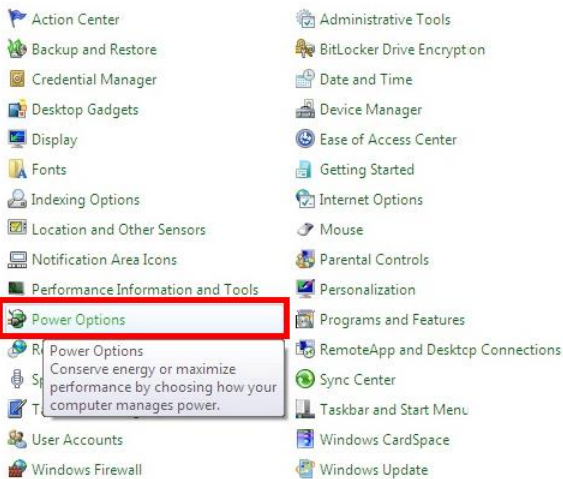 Action Center
Administrative Tools
Backup and Restore
BitLocker Drive Encrypt on
Credential Manager
Date and Time
Desktop Gadgets
Device Manager
Display
Ease of Access Center
Fonts
Getting Started
Indexing Options
Internet Options
Location and Other Sensors
Mouse
Notification Area Icons
Parental Controls
Performance Information and Tools
Personalization
Power Options
Programs and Features
Power Options
Conserve energy or maximize
performance by choosing how your
computer manages power.
RemoteApp and Desktop Connections
Sync Center
Taskbar and Start Menu
User Accounts
Windows CardSpace
Windows Firewall
Windows Update